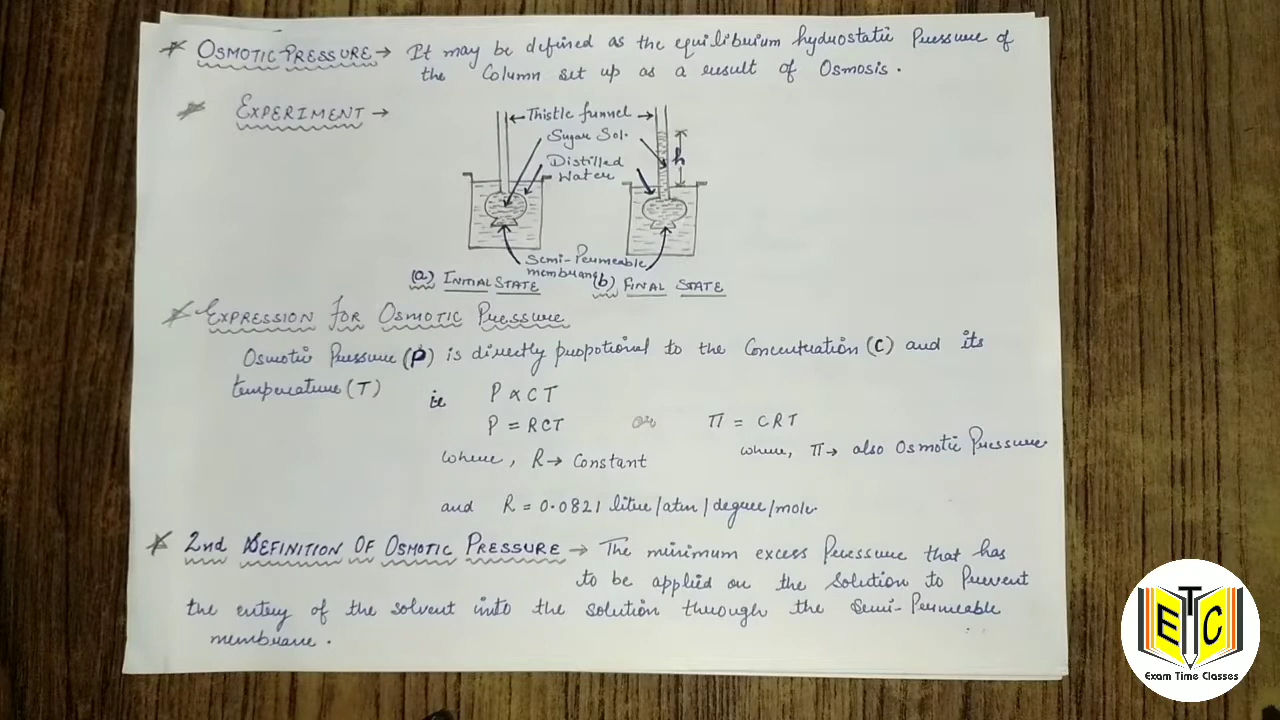 * OSMOTIC PRESSURE → It may be defined as the equilibrium hydrostatic Pressure of
the Column set up as a result of Osmosis.
* EXPERIMENT →
Thistle funnel
Sugar Sol.
h
Distilled
Water
Semi-Permeable
membrane
(a) INITIAL STATE
(b) FINAL STATE
* EXPRESSION FOR OSMOTIC PRESSURE
Osmotic Pressure (P) is directly propotional to the Concentration (C) and its
temperature (T)
ie P ∝ CT
P = RCT or π = CRT
where, R → Constant
where, π → also Osmotic Pressure
and R = 0.0821 litre/atm/degree/mole.
* 2nd DEFINITION OF OSMOTIC PRESSURE → The minimum excess Pressure that has
to be applied on the Solution to Prevent
the entry of the solvent into the solution through the Semi-Permeable
membrane.
ETC
Exam Time Classes